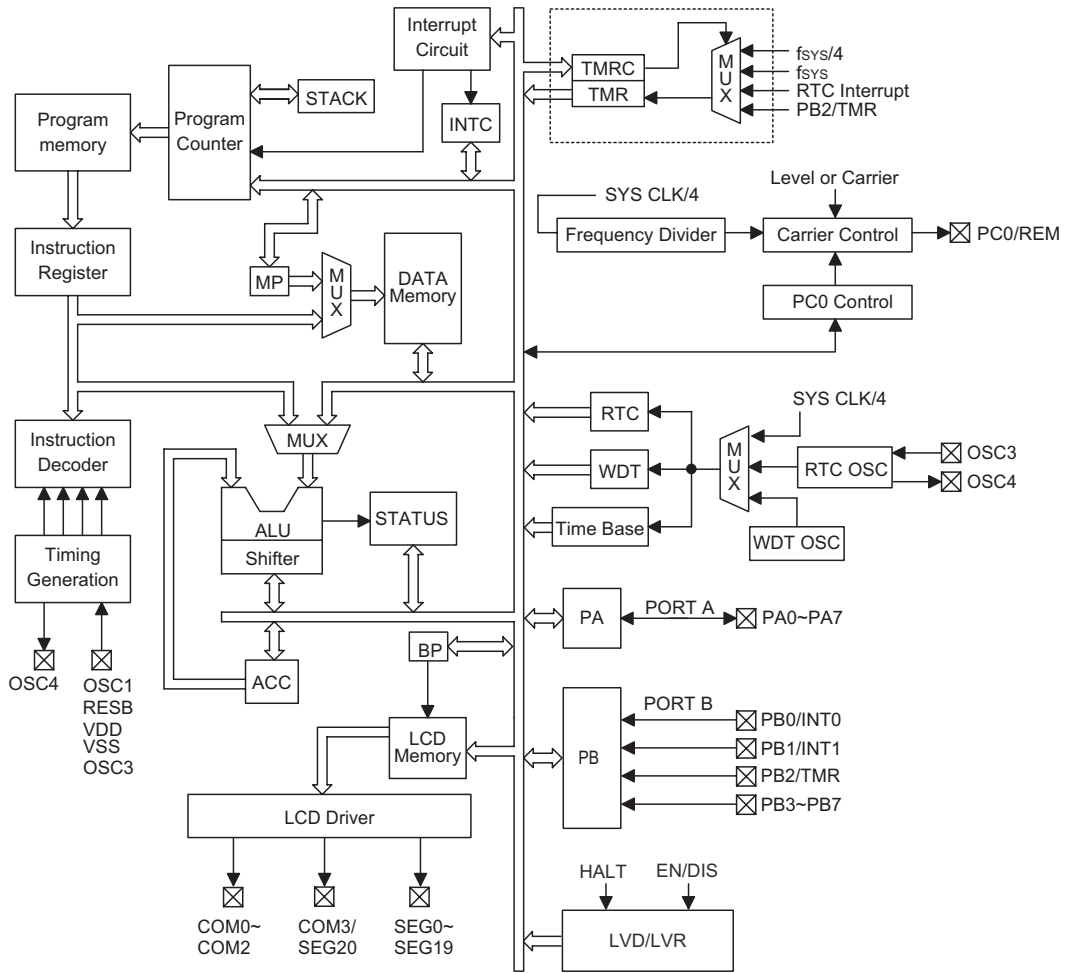 Interrupt
Circuit
STACK
INTC
Program
memory
Program
Counter
TMRC
TMR
MUX
fSYS/4
fSYS
RTC Interrupt
PB2/TMR
SYS CLK/4
Level or Carrier
Frequency Divider
Carrier Control
PC0/REM
PC0 Control
Instruction
Register
MP
MUX
DATA
Memory
MUX
Instruction
Decoder
ALU
Shifter
STATUS
Timing
Generation
OSC4
OSC1
RESB
VDD
VSS
OSC3
ACC
BP
LCD
Memory
LCD Driver
COM0~
COM2
COM3/
SEG20
SEG0~
SEG19
RTC
WDT
Time Base
MUX
SYS CLK/4
RTC OSC
OSC3
OSC4
WDT OSC
PA
PORT A
PA0~PA7
PB
PORT B
PB0/INT0
PB1/INT1
PB2/TMR
PB3~PB7
HALT
EN/DIS
LVD/LVR